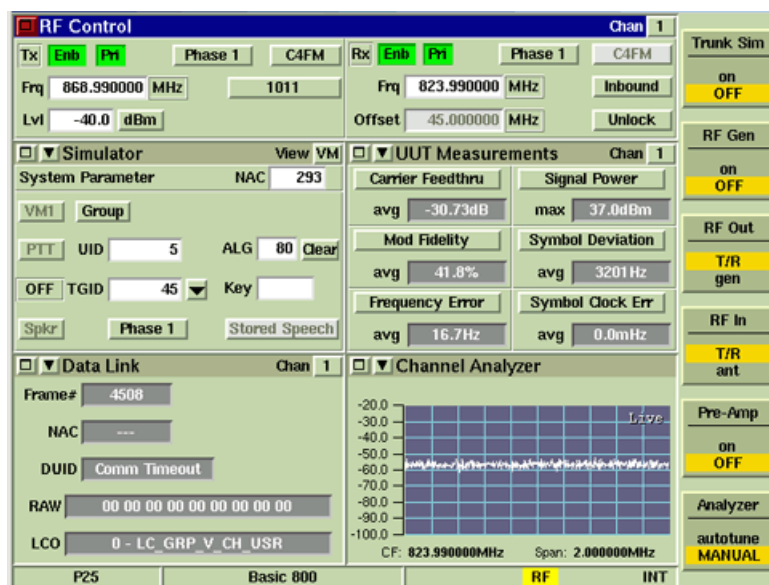 RF Control Chan 1
Tx Enb Pri Phase 1 C4FM
Frq 868.990000 MHz 1011
Lvl -40.0 dBm
Rx Enb Pri Phase 1 C4FM
Frq 823.990000 MHz Inbound
Offset 45.000000 MHz Unlock
Simulator View VM
System Parameter NAC 293
VM1 Group
PTT UID 5 ALG 80 Clear
OFF TGID 45 Key
Spkr Phase 1 Stored Speech
UUT Measurements Chan 1
Carrier Feedthru Signal Power
avg -30.73dB max 37.0dBm
Mod Fidelity Symbol Deviation
avg 41.8% avg 3201Hz
Frequency Error Symbol Clock Err
avg 16.7Hz avg 0.0mHz
Data Link Chan 1
Frame# 4508
NAC ---
DUID Comm Timeout
RAW 00 00 00 00 00 00 00 00 00
LCO 0 - LC_GRP_V_CH_USR
Channel Analyzer
Live
-20.0
-30.0
-40.0
-50.0
-60.0
-70.0
-80.0
-90.0
-100.0
CF: 823.990000MHz Span: 2.000000MHz
Trunk Sim
on
OFF
RF Gen
on
OFF
RF Out
T/R
gen
RF In
T/R
ant
Pre-Amp
on
OFF
Analyzer
autotune
MANUAL
P25 Basic 800 RF INT